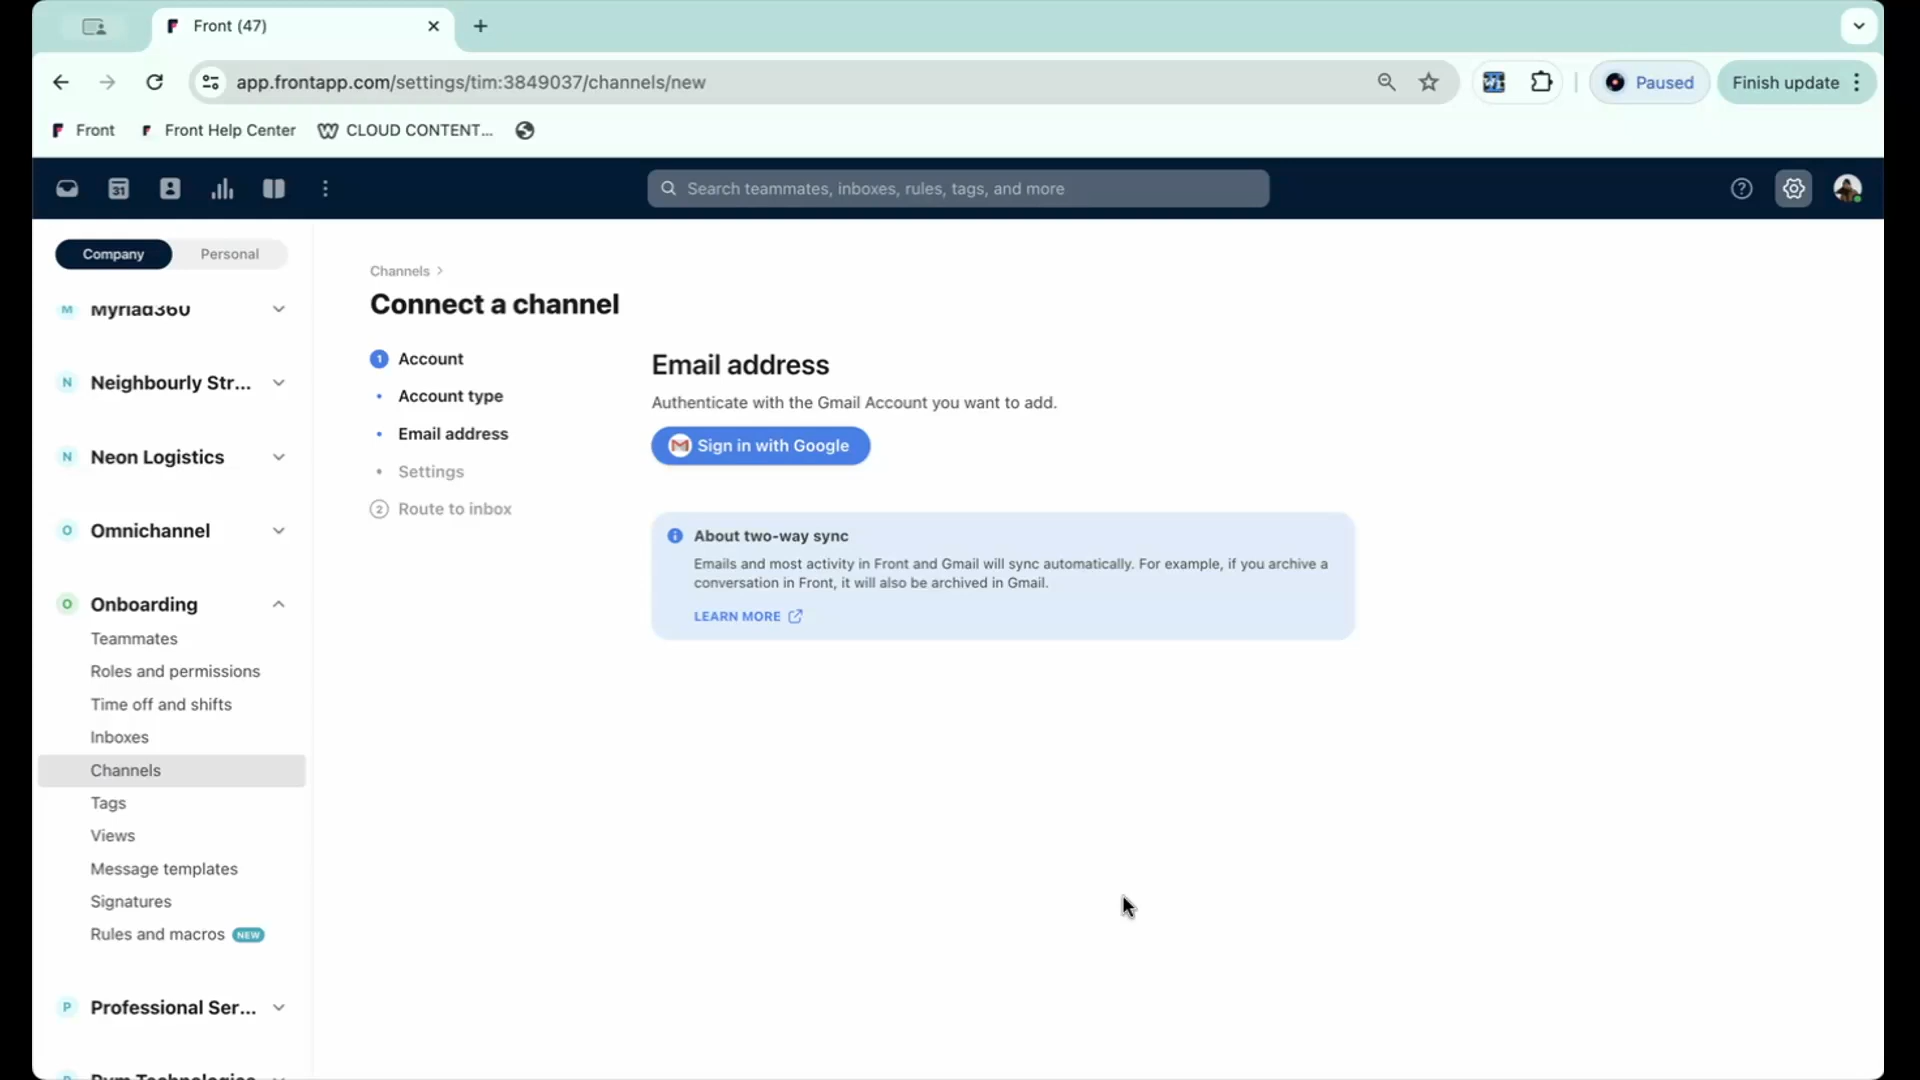 Front (47)
app.frontapp.com/settings/tim:3849037/channels/new
Paused
Finish update
Front
Front Help Center
CLOUD CONTENT...
31
Search teammates, inboxes, rules, tags, and more
?
Company
Personal
M Myriad360
N Neighbourly Str...
N Neon Logistics
O Omnichannel
O Onboarding
Teammates
Roles and permissions
Time off and shifts
Inboxes
Channels
Tags
Views
Message templates
Signatures
Rules and macros NEW
P Professional Ser...
Channels >
Connect a channel
1 Account
• Account type
• Email address
• Settings
2 Route to inbox
Email address
Authenticate with the Gmail Account you want to add.
Sign in with Google
About two-way sync
Emails and most activity in Front and Gmail will sync automatically. For example, if you archive a
conversation in Front, it will also be archived in Gmail.
LEARN MORE